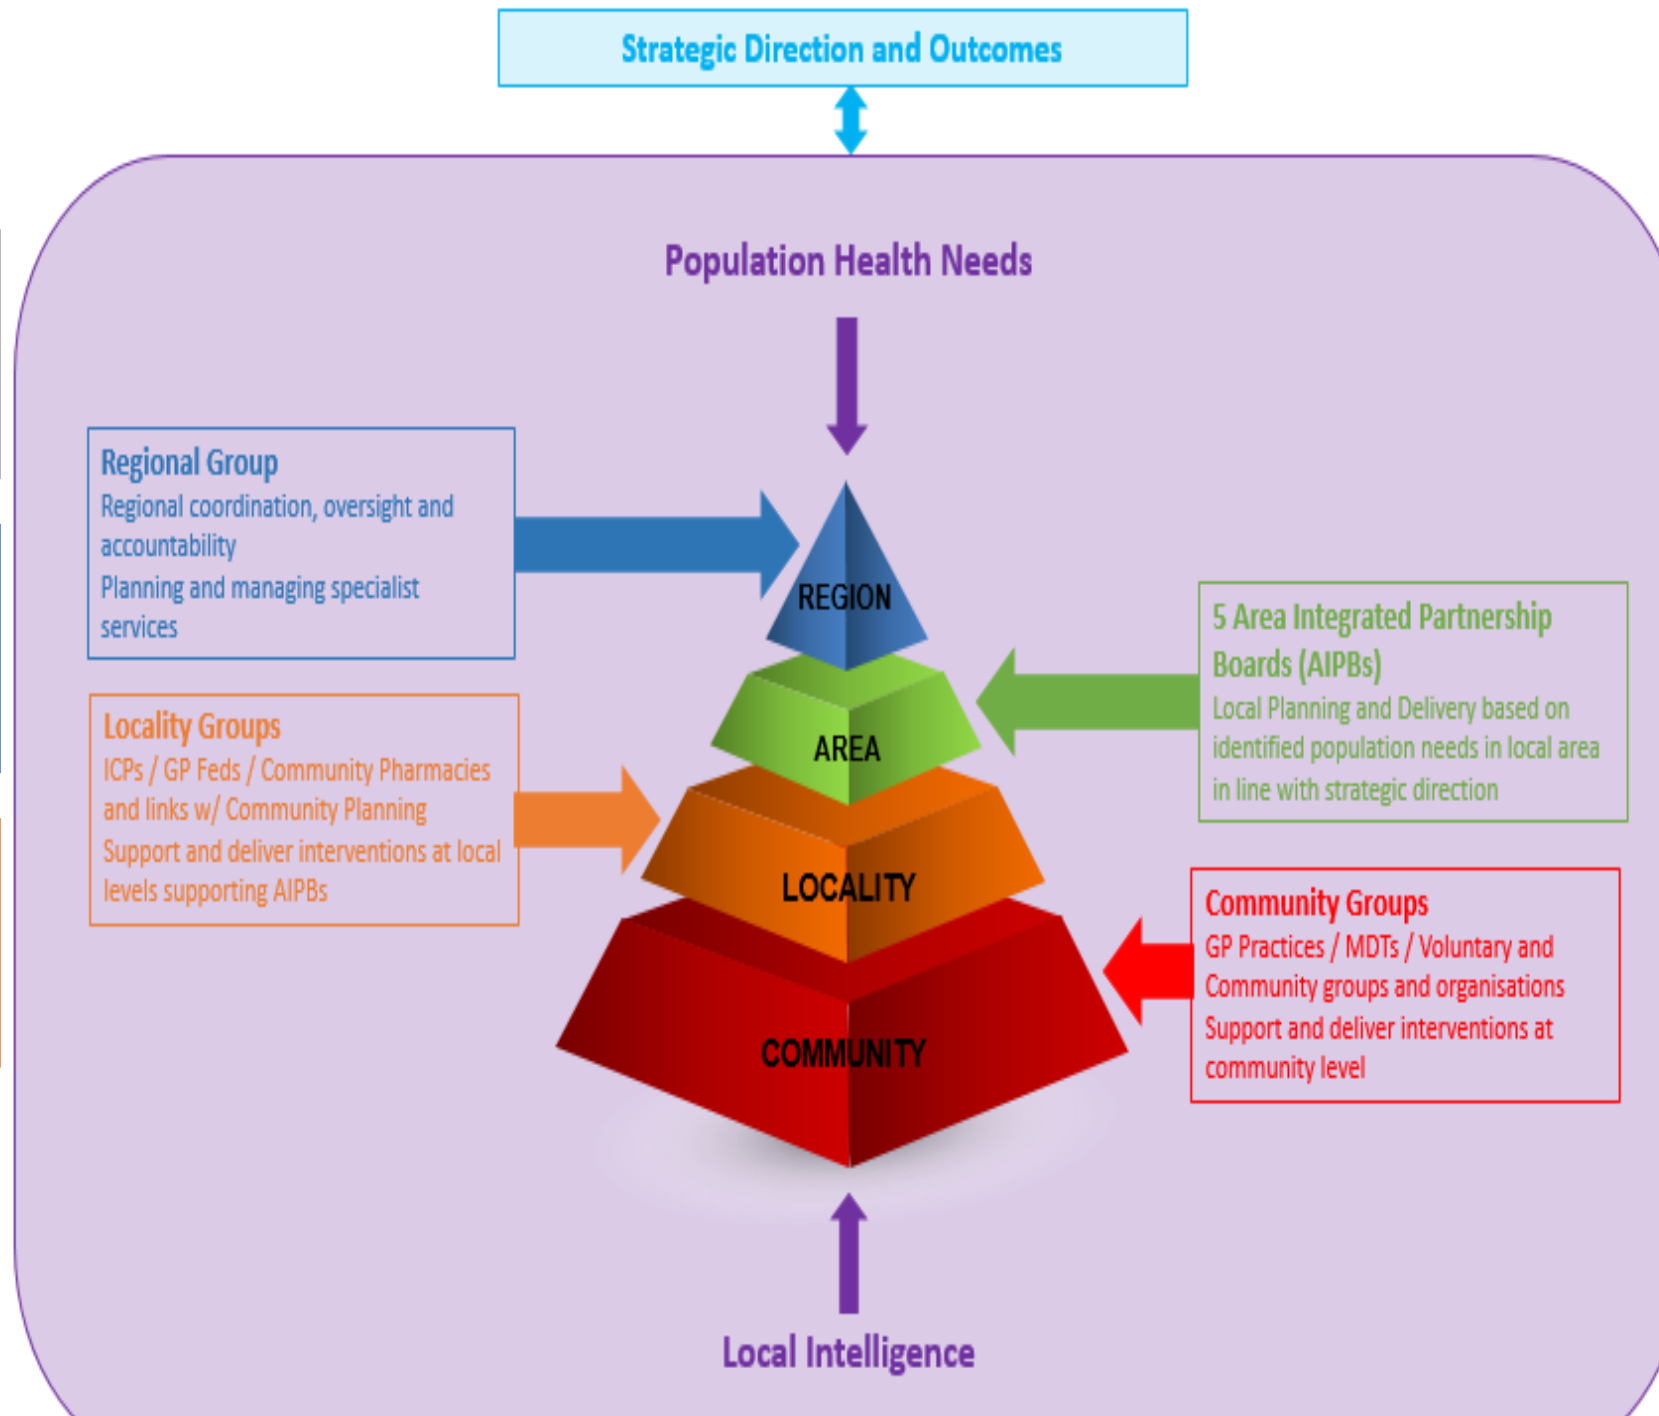 Strategic Direction and Outcomes
Population Health Needs
Regional Group
Regional coordination, oversight and
accountability
Planning and managing specialist
services
REGION
5 Area Integrated Partnership
Boards (AIPBs)
Local Planning and Delivery based on
identified population needs in local area
in line with strategic direction
AREA
Locality Groups
ICPs / GP Feds / Community Pharmacies
and links w/ Community Planning
Support and deliver interventions at local
levels supporting AIPBs
LOCALITY
Community Groups
GP Practices / MDTs / Voluntary and
Community groups and organisations
Support and deliver interventions at
community level
COMMUNITY
Local Intelligence